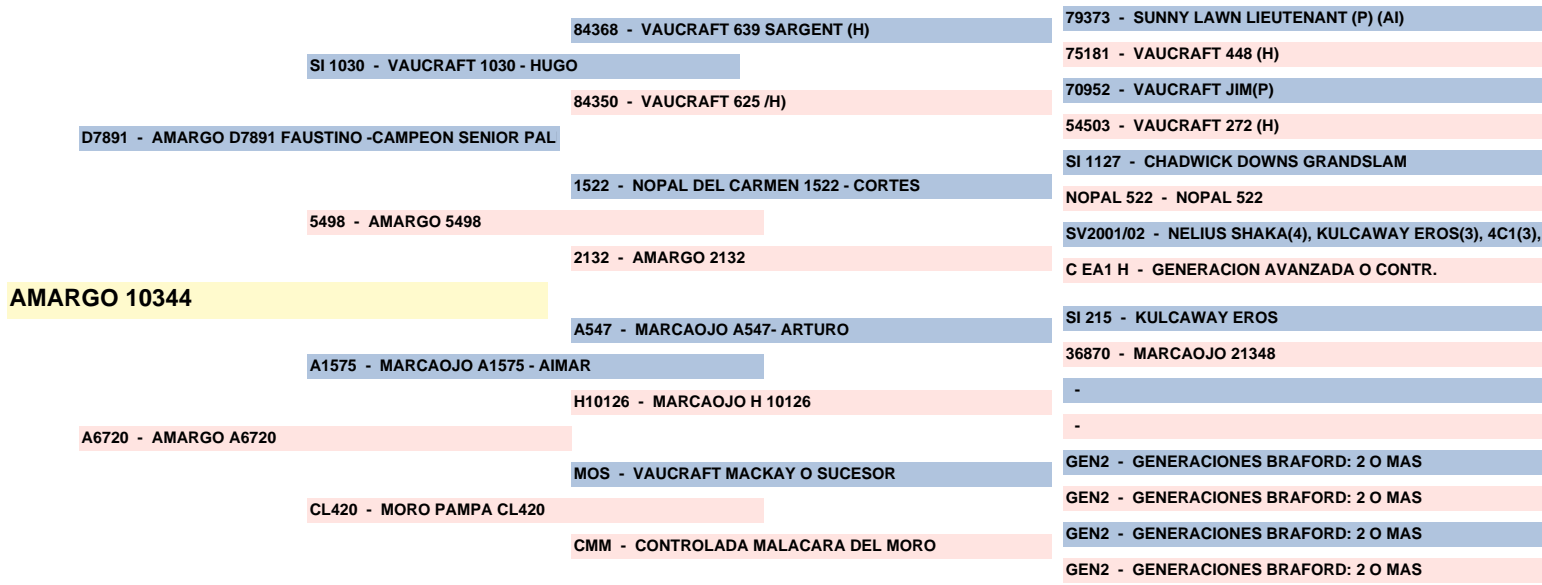 79373 - SUNNY LAWN LIEUTENANT (P) (AI)
84368 - VAUCRAFT 639 SARGENT (H)
75181 - VAUCRAFT 448 (H)
SI 1030 - VAUCRAFT 1030 - HUGO
70952 - VAUCRAFT JIM(P)
84350 - VAUCRAFT 625 /H)
54503 - VAUCRAFT 272 (H)
D7891 - AMARGO D7891 FAUSTINO -CAMPEON SENIOR PAL
SI 1127 - CHADWICK DOWNS GRANDSLAM
1522 - NOPAL DEL CARMEN 1522 - CORTES
NOPAL 522 - NOPAL 522
5498 - AMARGO 5498
SV2001/02 - NELIUS SHAKA(4), KULCAWAY EROS(3), 4C1(3),
2132 - AMARGO 2132
C EA1 H - GENERACION AVANZADA O CONTR.
AMARGO 10344
SI 215 - KULCAWAY EROS
A547 - MARCAOJO A547- ARTURO
36870 - MARCAOJO 21348
A1575 - MARCAOJO A1575 - AIMAR
-
H10126 - MARCAOJO H 10126
-
A6720 - AMARGO A6720
GEN2 - GENERACIONES BRAFORD: 2 O MAS
MOS - VAUCRAFT MACKAY O SUCESOR
GEN2 - GENERACIONES BRAFORD: 2 O MAS
CL420 - MORO PAMPA CL420
GEN2 - GENERACIONES BRAFORD: 2 O MAS
CMM - CONTROLADA MALACARA DEL MORO
GEN2 - GENERACIONES BRAFORD: 2 O MAS